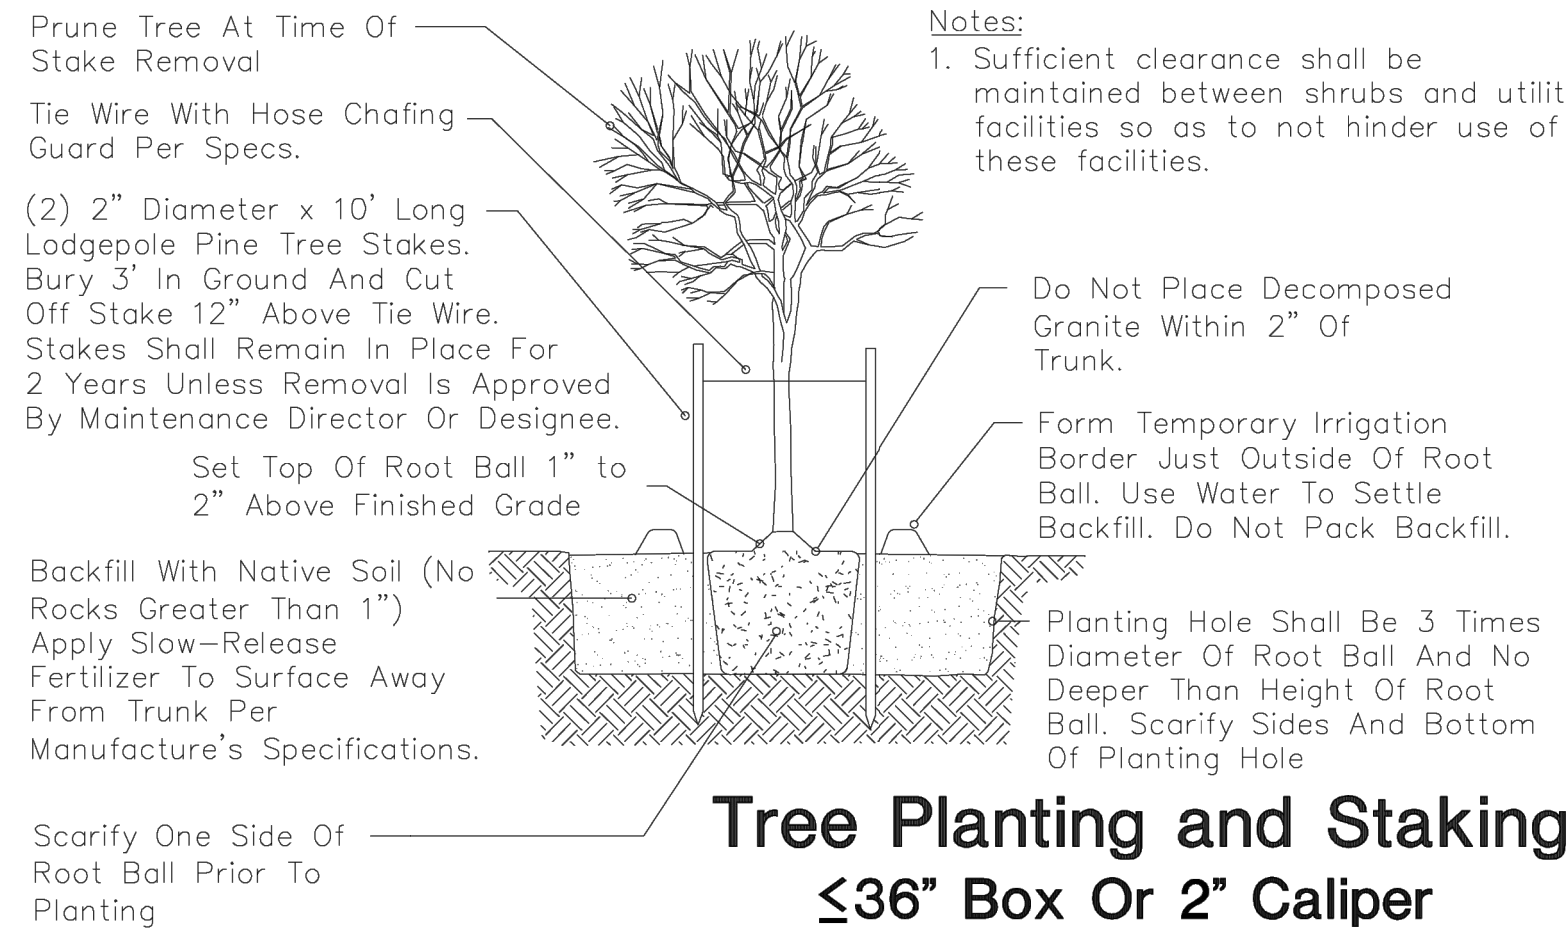 Prune Tree At Time Of
Stake Removal
Tie Wire With Hose Chafing
Guard Per Specs.
(2) 2” Diameter x 10’ Long
Lodgepole Pine Tree Stakes.
Bury 3’ In Ground And Cut
Off Stake 12” Above Tie Wire.
Stakes Shall Remain In Place For
2 Years Unless Removal Is Approved
By Maintenance Director Or Designee.
Set Top Of Root Ball 1” to
2” Above Finished Grade
Backfill With Native Soil (No
Rocks Greater Than 1”)
Apply Slow-Release
Fertilizer To Surface Away
From Trunk Per
Manufacture’s Specifications.
Scarify One Side Of
Root Ball Prior To
Planting
Notes:
1. Sufficient clearance shall be
maintained between shrubs and utilit
facilities so as to not hinder use of
these facilities.
Do Not Place Decomposed
Granite Within 2” Of
Trunk.
Form Temporary Irrigation
Border Just Outside Of Root
Ball. Use Water To Settle
Backfill. Do Not Pack Backfill.
Planting Hole Shall Be 3 Times
Diameter Of Root Ball And No
Deeper Than Height Of Root
Ball. Scarify Sides And Bottom
Of Planting Hole
Tree Planting and Staking
≤36” Box Or 2” Caliper